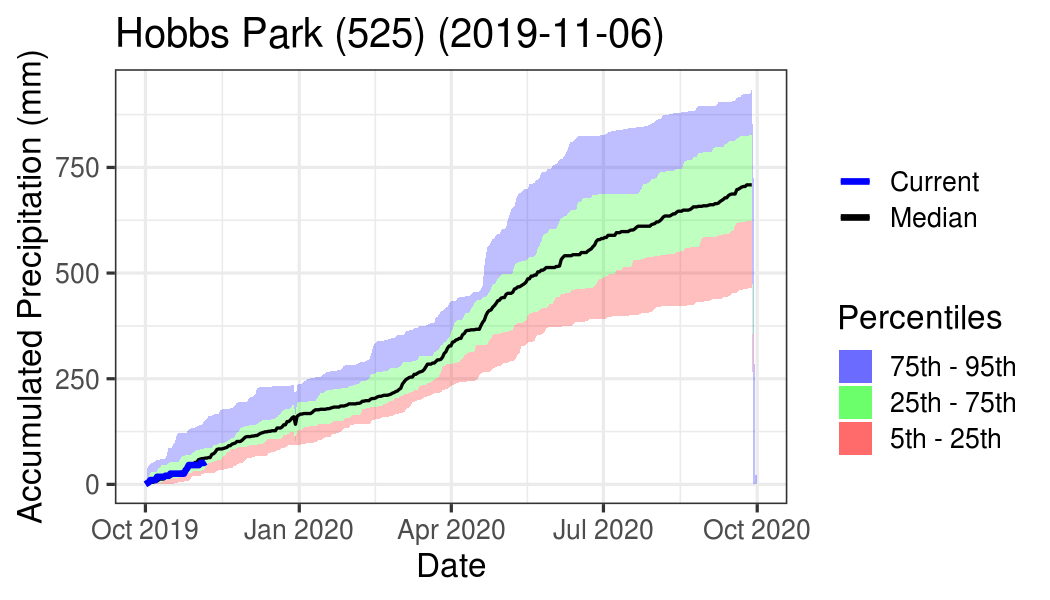 Hobbs Park (525) (2019-11-06)
Accumulated Precipitation (mm)
750
500
250
0
Oct 2019
Jan 2020
Apr 2020
Jul 2020
Oct 2020
Date
Current
Median
Percentiles
75th - 95th
25th - 75th
5th - 25th